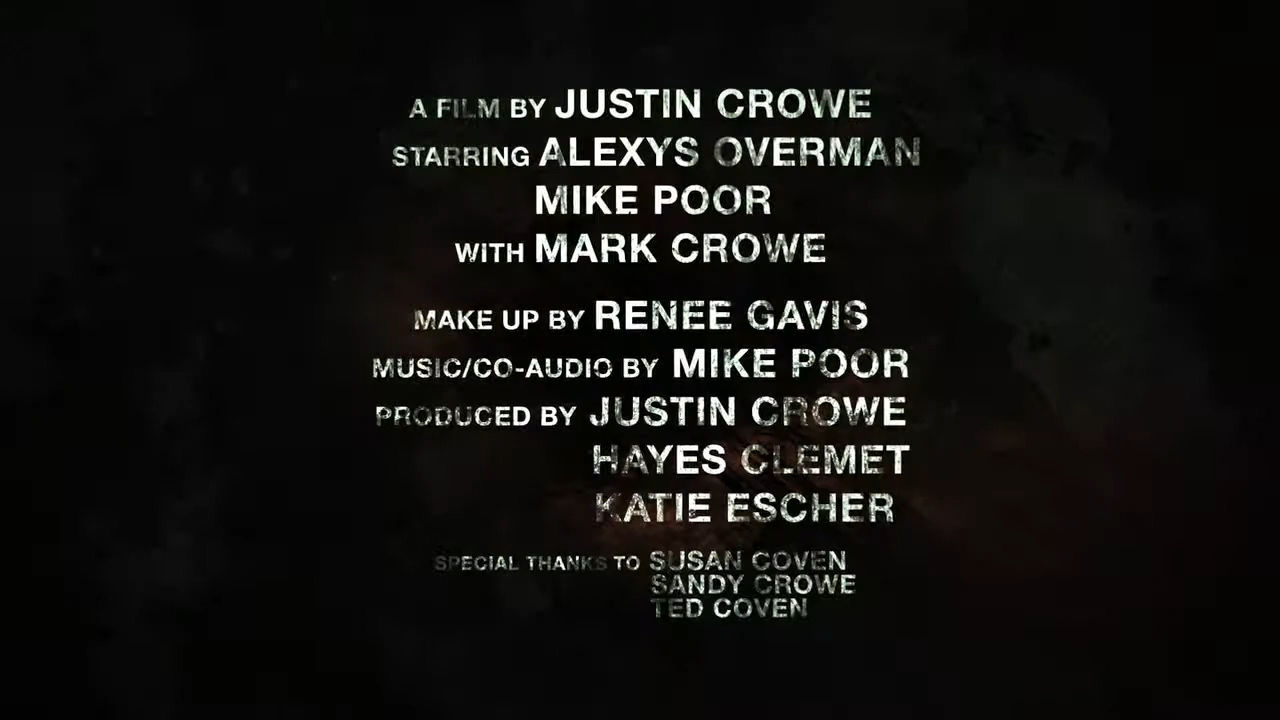 A FILM BY JUSTIN CROWE
STARRING ALEXYS OVERMAN
MIKE POOR
WITH MARK CROWE
MAKE UP BY RENEE GAVIS
MUSIC/CO-AUDIO BY MIKE POOR
PRODUCED BY JUSTIN CROWE
HAYES CLEMET
KATIE ESCHER
SPECIAL THANKS TO SUSAN COVEN
SANDY CROWE
TED COVEN